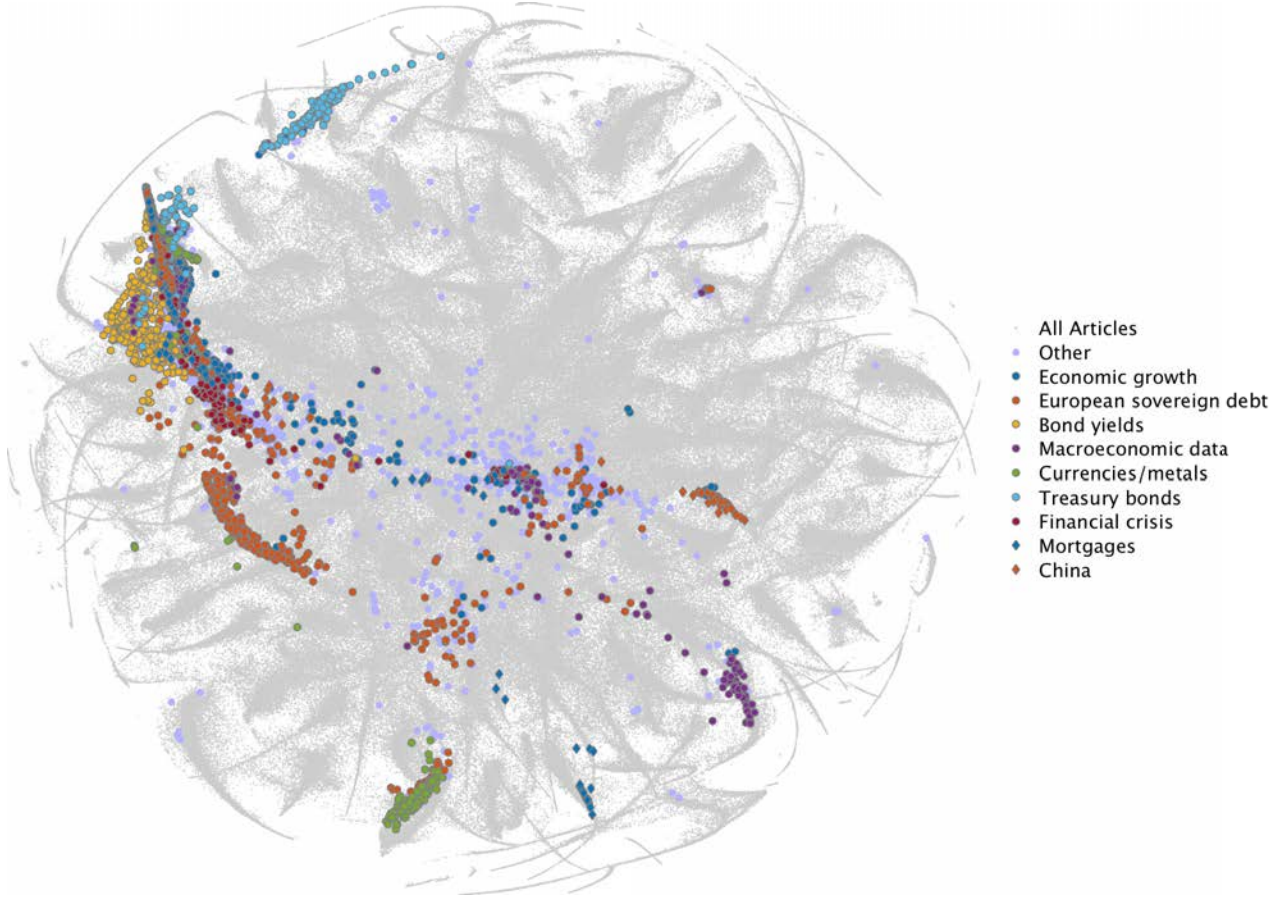 All Articles
Other
Economic growth
European sovereign debt
Bond yields
Macroeconomic data
Currencies/metals
Treasury bonds
Financial crisis
Mortgages
China